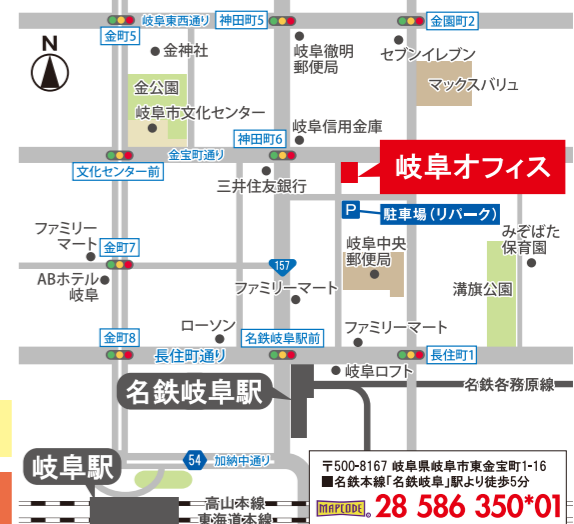 岐阜東西通り
神田町5
金園町2
金町5
N
金神社
岐阜徹明
郵便局
セブンイレブン
金公園
マックスバリュ
岐阜市文化センター
神田町6
岐阜信用金庫
金宝町通り
岐阜オフィス
文化センター前
三井住友銀行
P
駐車場(リパーク)
ファミリー
マート
金町7
岐阜中央
郵便局
みぞばた
保育園
157
ABホテル
岐阜
ファミリーマート
溝旗公園
ローソン
金町8
名鉄岐阜駅前
ファミリーマート
長住町通り
長住町1
岐阜ロフト
名鉄岐阜駅
名鉄各務原線
54
加納中通り
岐阜駅
高山本線
東海道本線
〒500-8167 岐阜県岐阜市東金宝町1-16
■名鉄本線「名鉄岐阜」駅より徒歩5分
MAPCODE 28 586 350*01